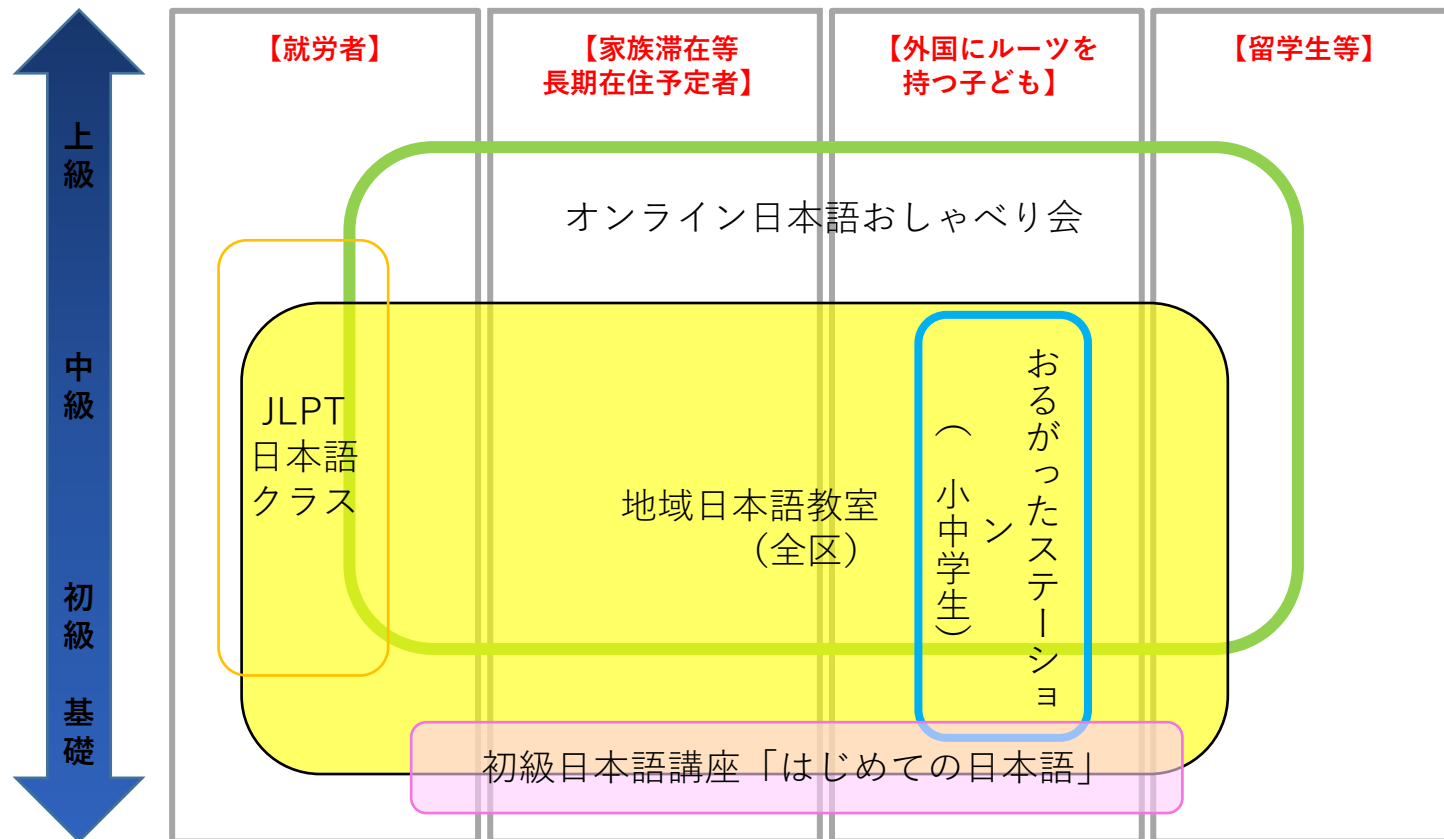 【就労者】
【家族滞在等
長期在住予定者】
【外国にルーツを
持つ子ども】
【留学生等】
上級
中級
初級
基礎
オンライン日本語おしゃべり会
JLPT
日本語
クラス
地域日本語教室
（全区）
おるがったステーショ
ン
（　小中学生）
初級日本語講座「はじめての日本語」